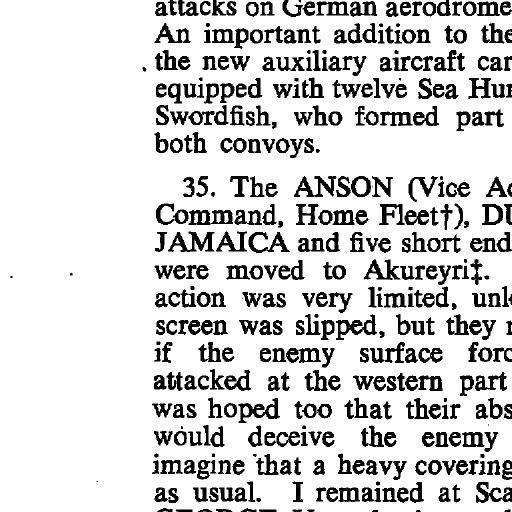 attacks on German aerodrome
An important addition to the
the new auxiliary aircraft car
equipped with twelve Sea Hur
Swordfish, who formed part
both convoys.
35. The ANSON (Vice Ad
Command, Home Fleet†), DU
JAMAICA and five short end
were moved to Akureyri‡.
action was very limited, unl
screen was slipped, but they
if the enemy surface forc
attacked at the western part
was hoped too that their abs
would deceive the enemy
imagine that a heavy covering
as usual. I remained at Sca